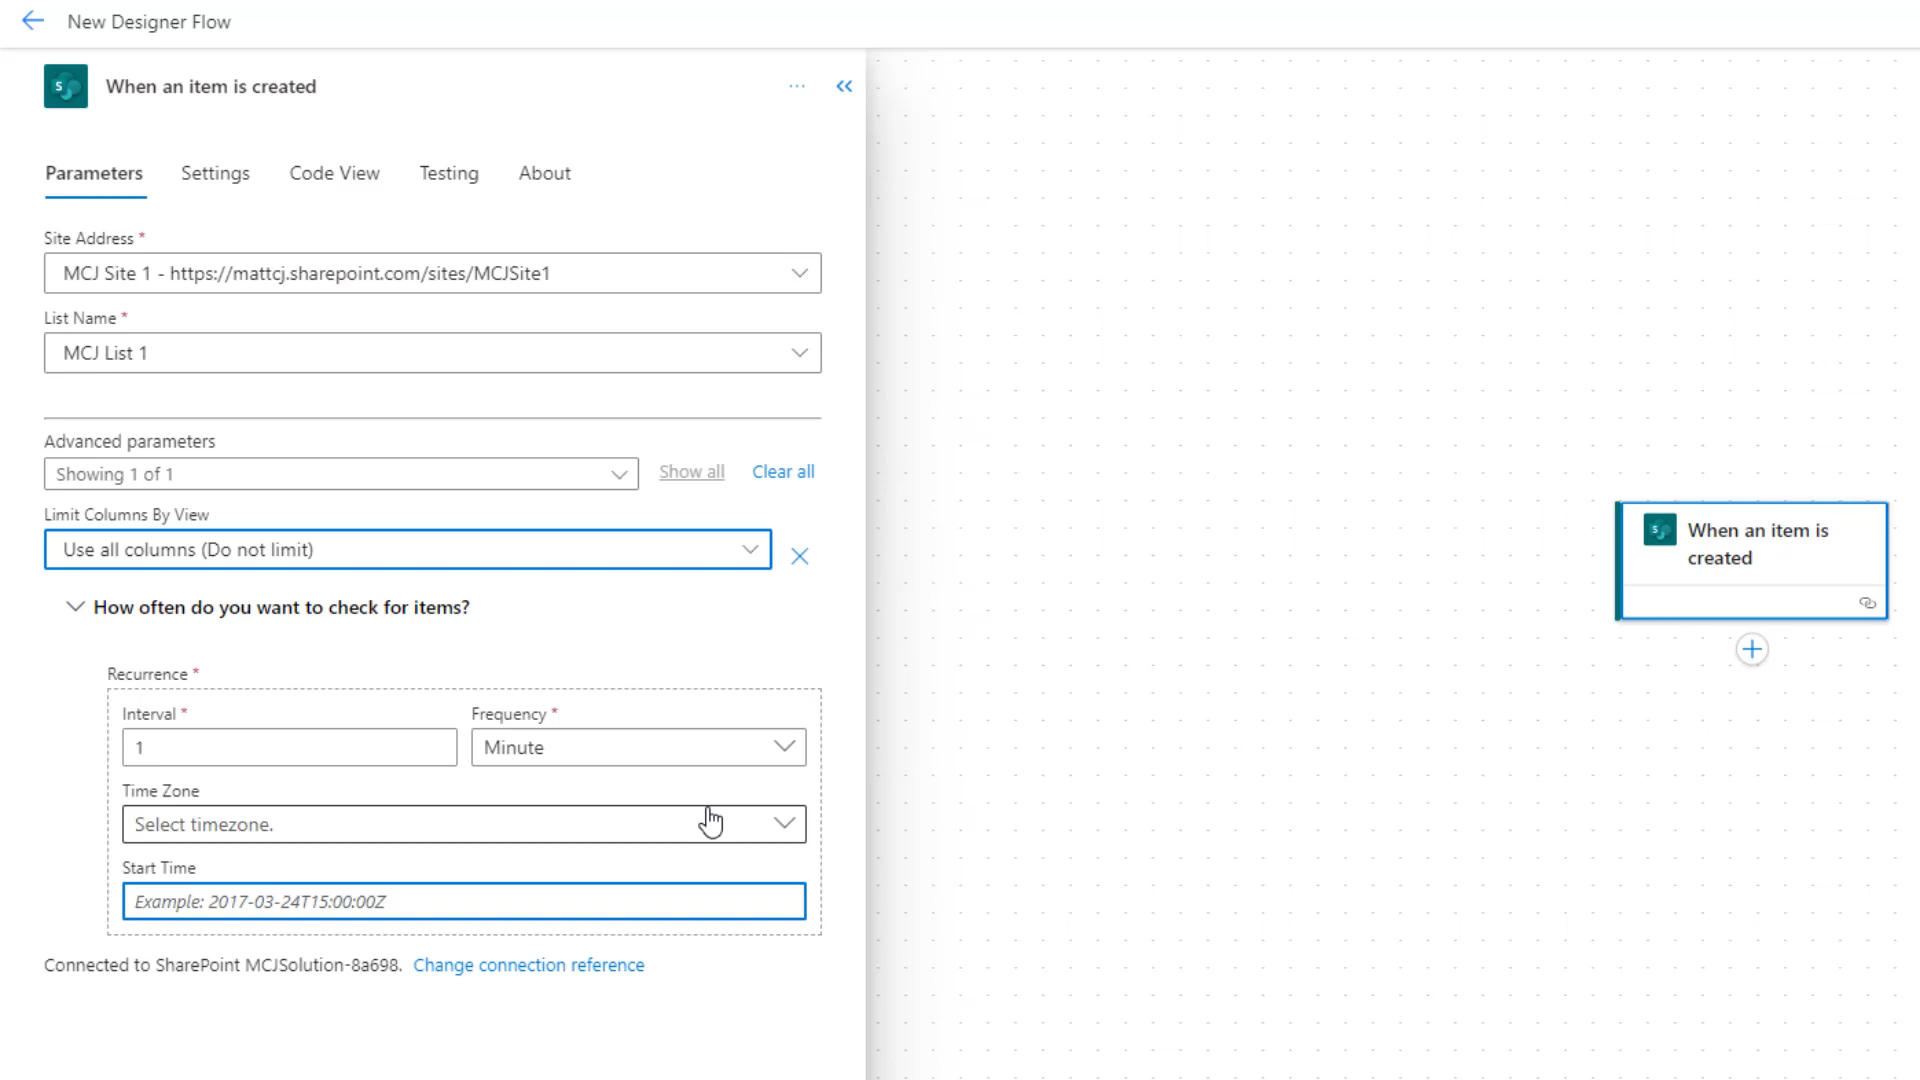 New Designer Flow
When an item is created
Parameters Settings Code View Testing About
Site Address *
MCJ Site 1 - https://mattcj.sharepoint.com/sites/MCJSite1
List Name *
MCJ List 1
Advanced parameters
Showing 1 of 1 Show all Clear all
Limit Columns By View
Use all columns (Do not limit)
How often do you want to check for items?
Recurrence *
Interval * Frequency *
1 Minute
Time Zone
Select timezone.
Start Time
Example: 2017-03-24T15:00:00Z
Connected to SharePoint MCJSolution-8a698. Change connection reference
When an item is
created